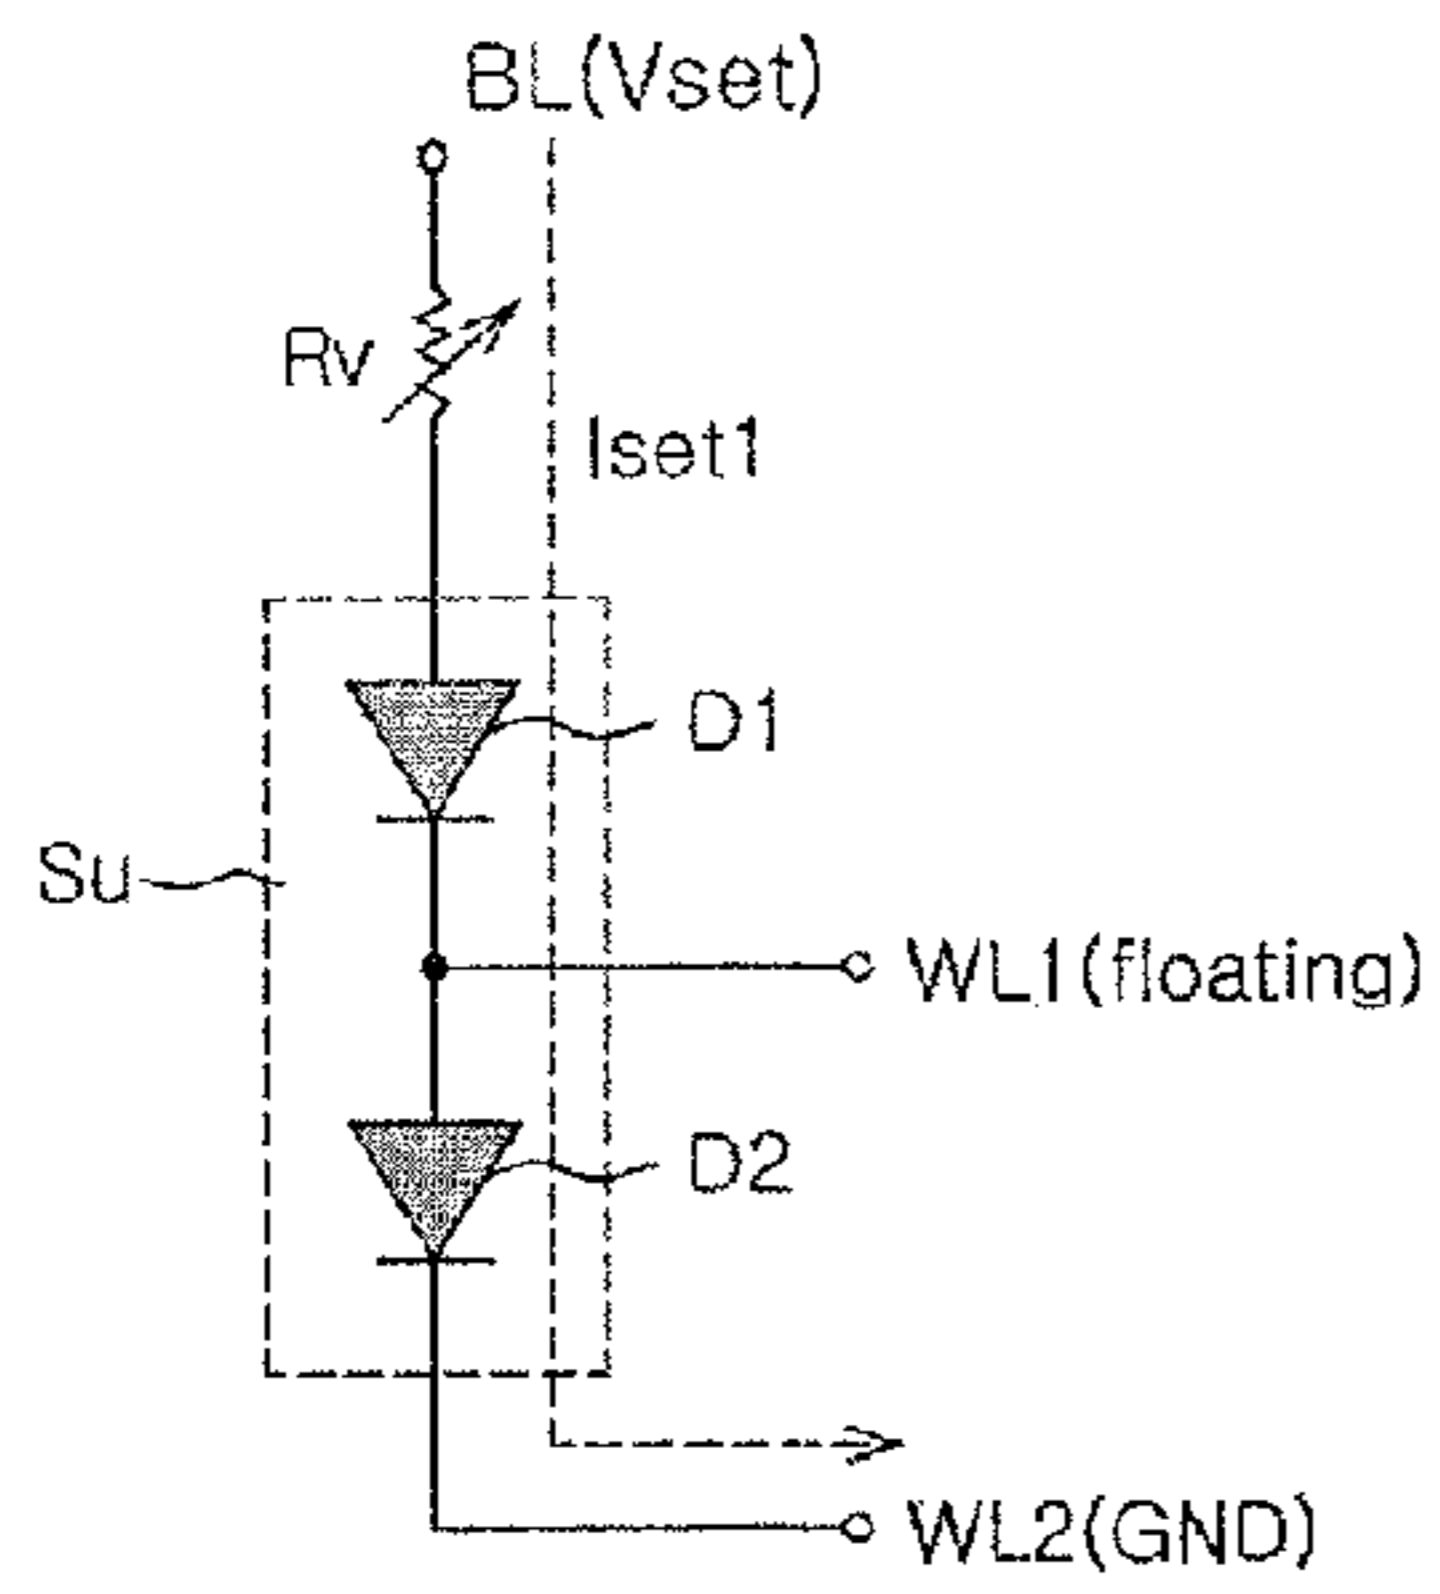 BL(Vset)
Rv
Iset1
D1
Su
WL1(floating)
D2
WL2(GND)